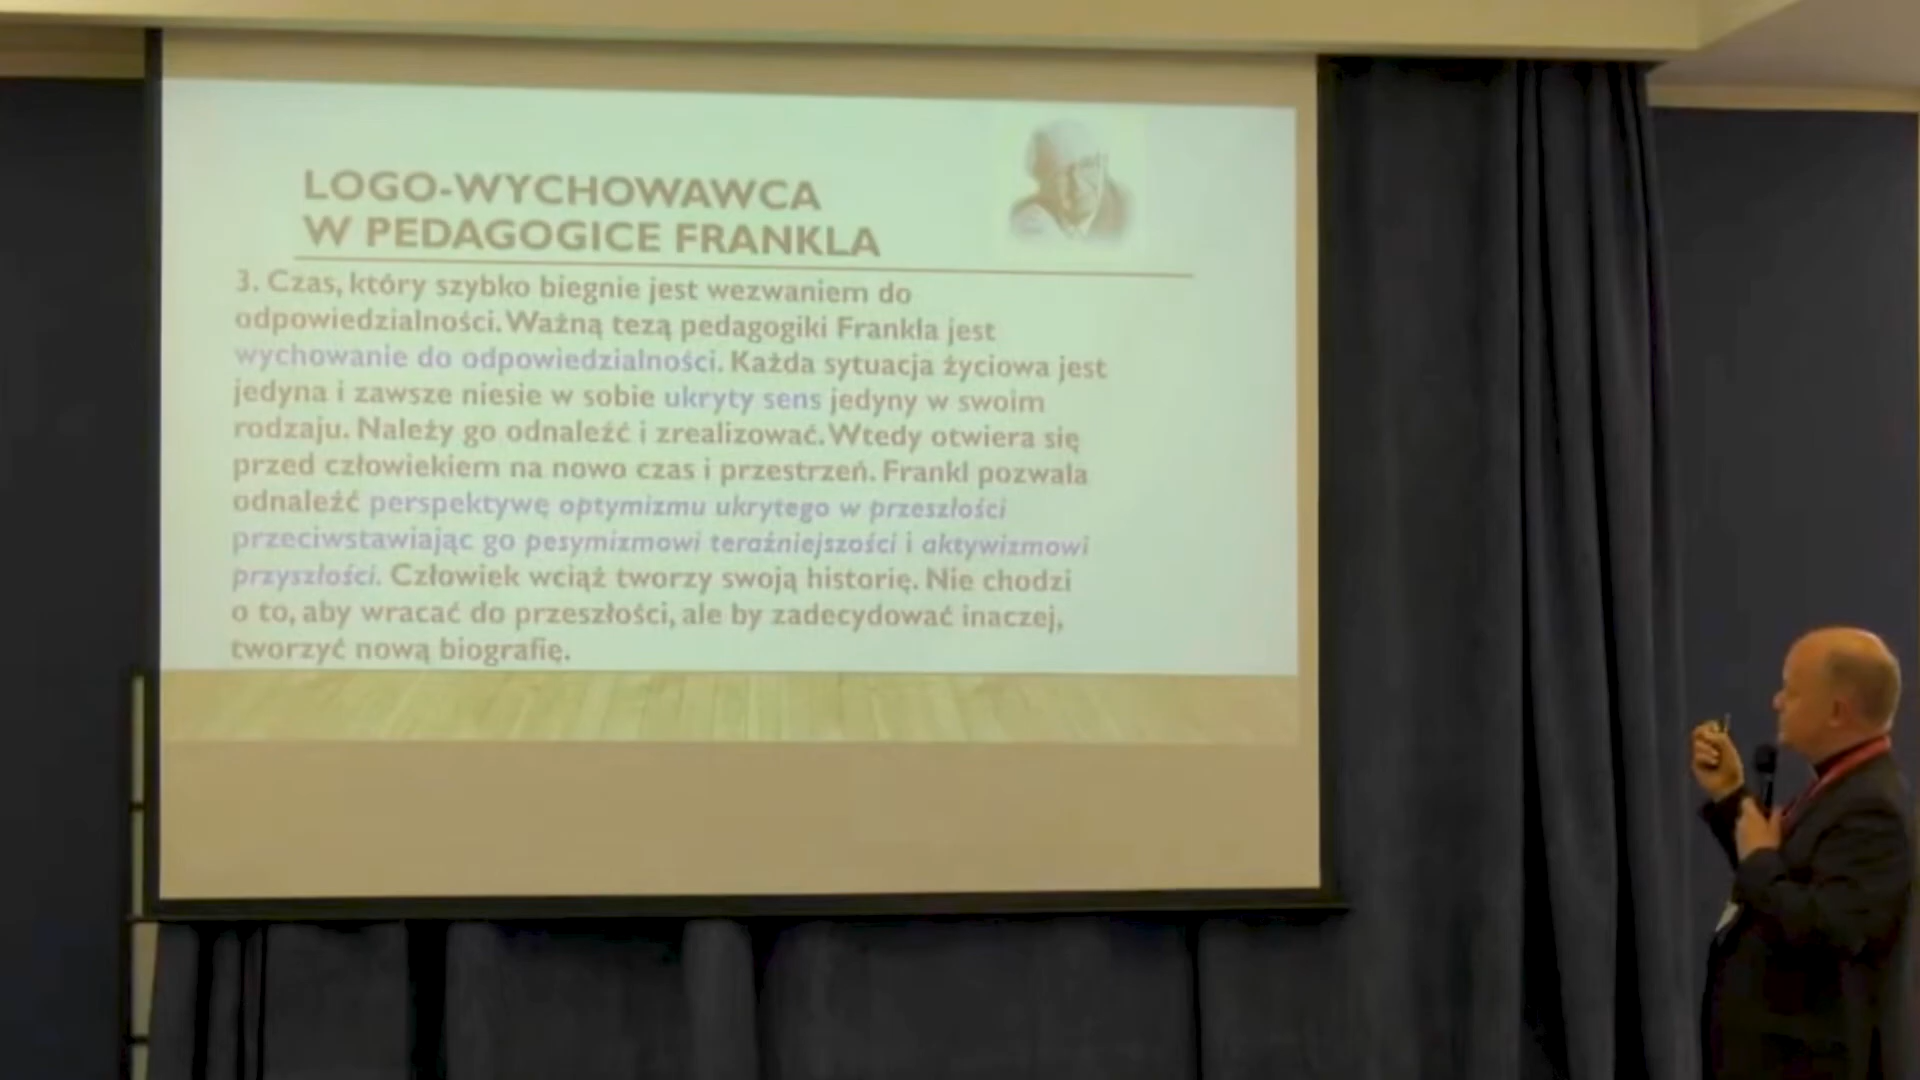 LOGO-WYCHOWAWCA
W PEDAGOGICE FRANKLA
3. Czas, który szybko biegnie jest wezwaniem do
odpowiedzialności. Ważną tezą pedagogiki Frankla jest
wychowanie do odpowiedzialności. Każda sytuacja życiowa jest
jedyna i zawsze niesie w sobie ukryty sens jedyny w swoim
rodzaju. Należy go odnaleźć i zrealizować. Wtedy otwiera się
przed człowiekiem na nowo czas i przestrzeń. Frankl pozwala
odnaleźć perspektywę optymizmu ukrytego w przeszłości
przeciwstawiając go pesymizmowi teraźniejszości i aktywizmowi
przyszłości. Człowiek wciąż tworzy swoją historię. Nie chodzi
o to, aby wracać do przeszłości, ale by zadecydować inaczej,
tworzyć nową biografię.